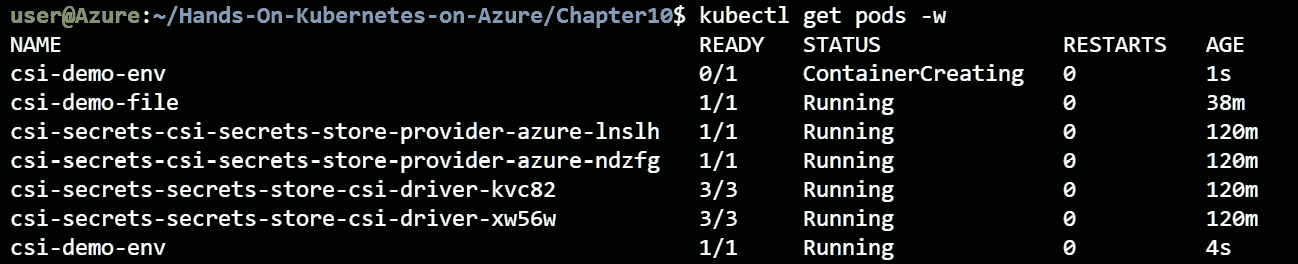 user@Azure:~/Hands-On-Kubernetes-on-Azure/Chapter10$ kubectl get pods -w
NAME READY STATUS RESTARTS AGE
csi-demo-env 0/1 ContainerCreating 0 1s
csi-demo-file 1/1 Running 0 38m
csi-secrets-csi-secrets-store-provider-azure-lnslh 1/1 Running 0 120m
csi-secrets-csi-secrets-store-provider-azure-ndzfg 1/1 Running 0 120m
csi-secrets-secrets-store-csi-driver-kvc82 3/3 Running 0 120m
csi-secrets-secrets-store-csi-driver-xw56w 3/3 Running 0 120m
csi-demo-env 1/1 Running 0 4s